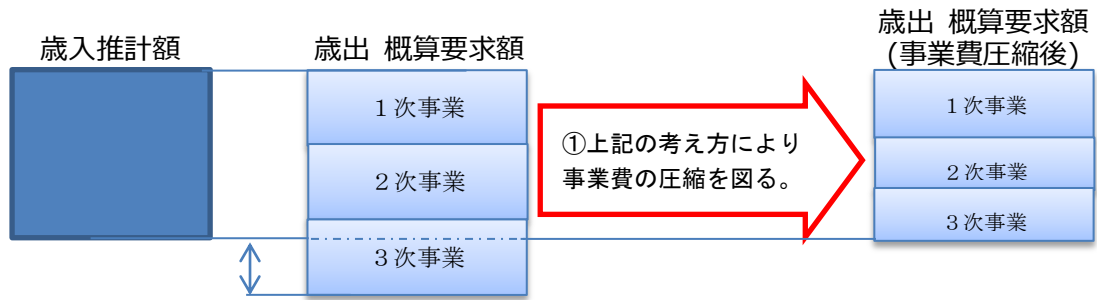 歳入推計額
歳出 概算要求額
1次事業
2次事業
3次事業
①上記の考え方により
事業費の圧縮を図る。
歳出 概算要求額
(事業費圧縮後)
1次事業
2次事業
3次事業